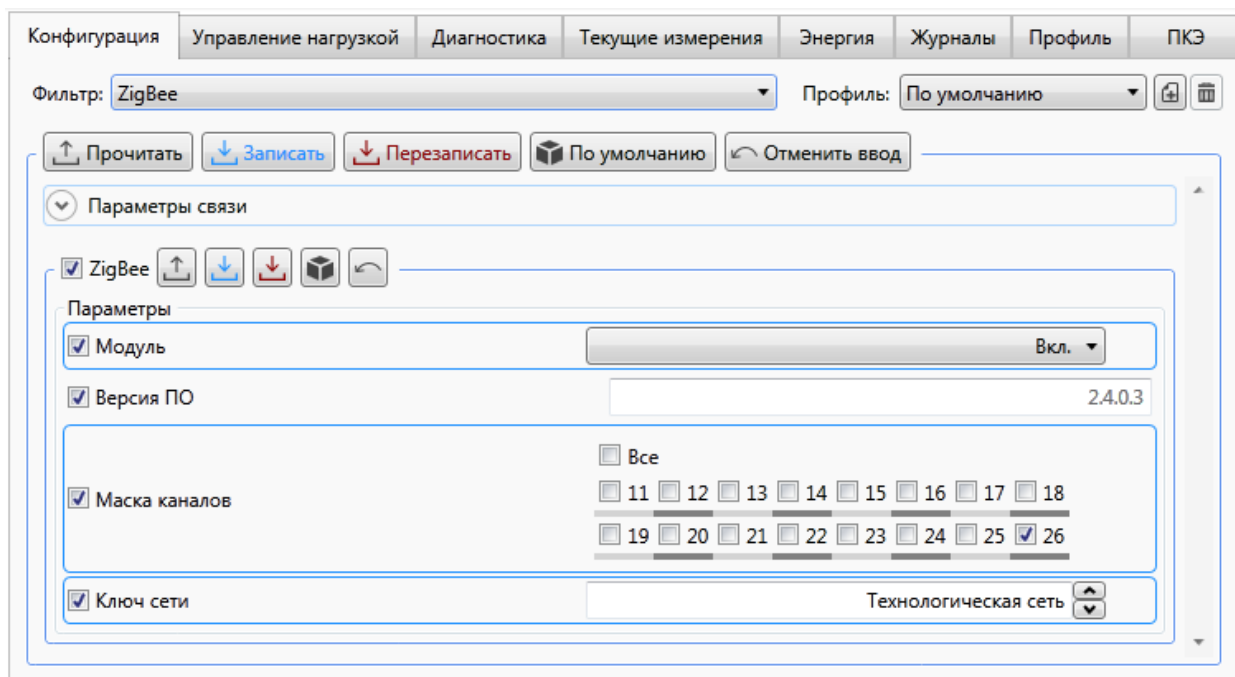 Конфигурация Управление нагрузкой Диагностика Текущие измерения Энергия Журналы Профиль ПКЭ
Фильтр: ZigBee Профиль: По умолчанию
Прочитать Записать Перезаписать По умолчанию Отменить ввод
Параметры связи
ZigBee
Параметры
Модуль Вкл.
Версия ПО 2.4.0.3
Все
Маска каналов 11 12 13 14 15 16 17 18
19 20 21 22 23 24 25 26
Ключ сети Технологическая сеть